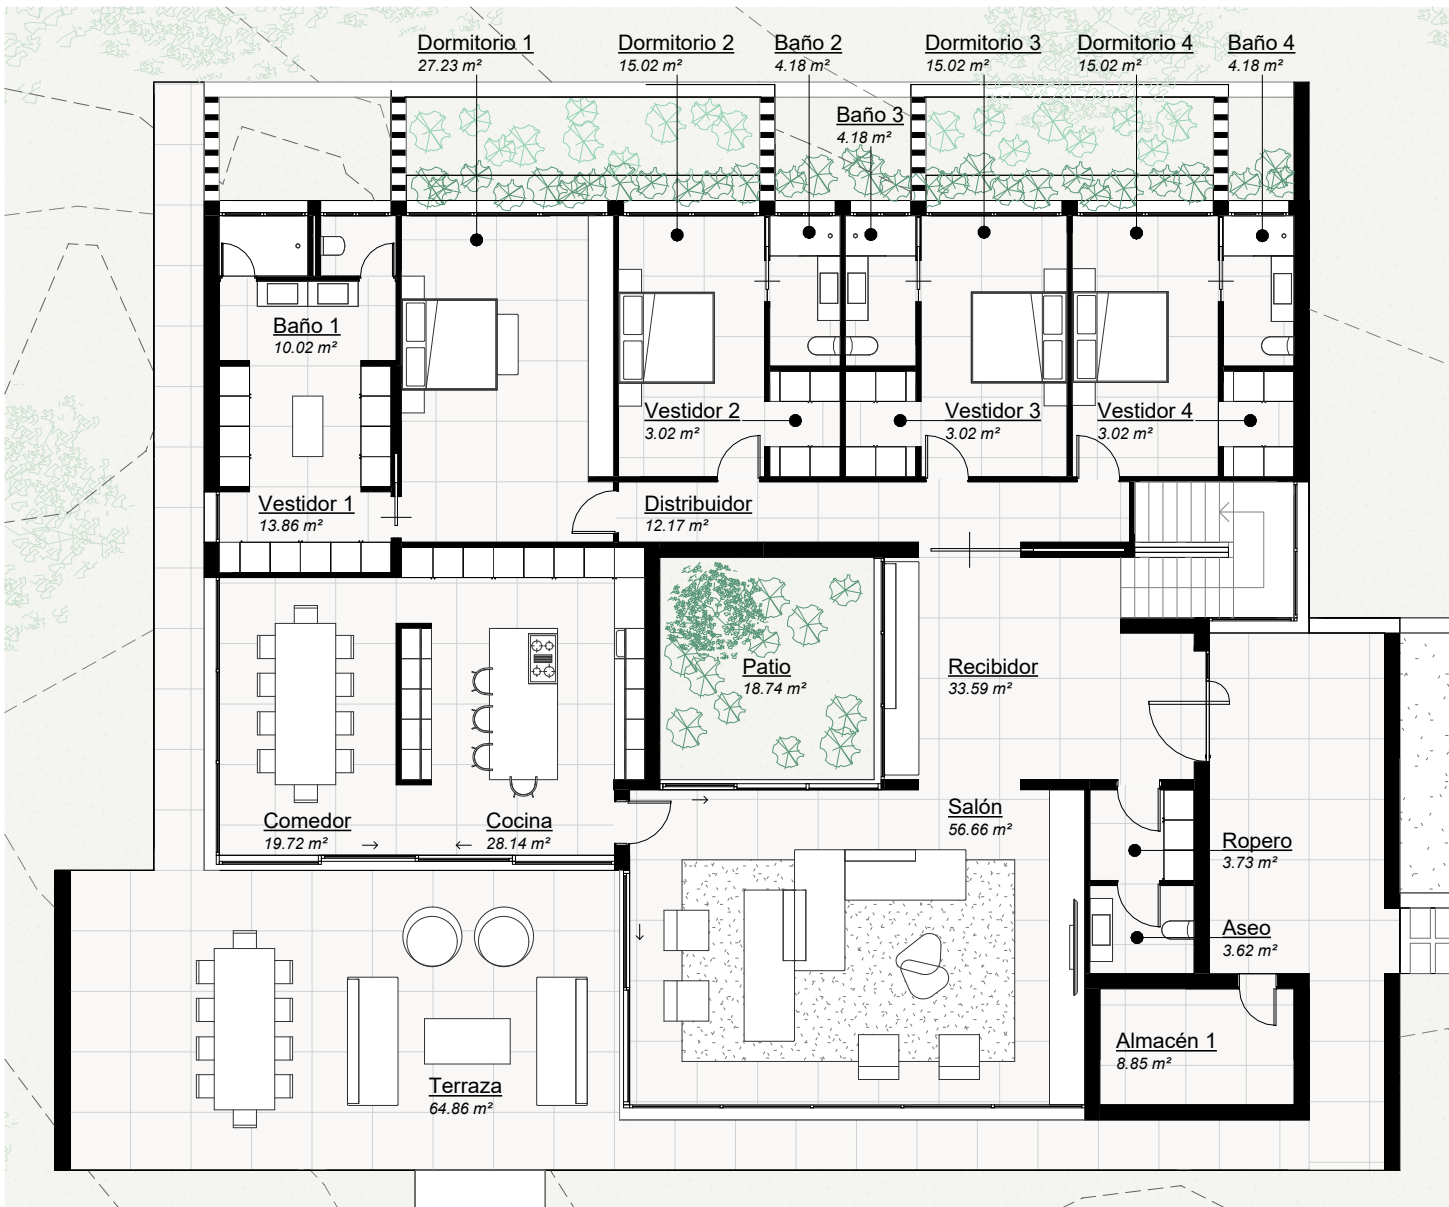 Dormitorio 1
27.23 m²
Dormitorio 2
15.02 m²
Baño 2
4.18 m²
Dormitorio 3
15.02 m²
Dormitorio 4
15.02 m²
Baño 4
4.18 m²
Baño 3
4.18 m²
Baño 1
10.02 m²
Vestidor 2
3.02 m²
Vestidor 3
3.02 m²
Vestidor 4
3.02 m²
Vestidor 1
13.86 m²
Distribuidor
12.17 m²
Patio
18.74 m²
Recibidor
33.59 m²
Comedor
19.72 m²
Cocina
28.14 m²
Salón
56.66 m²
Ropero
3.73 m²
Aseo
3.62 m²
Almacén 1
8.85 m²
Terraza
64.86 m²